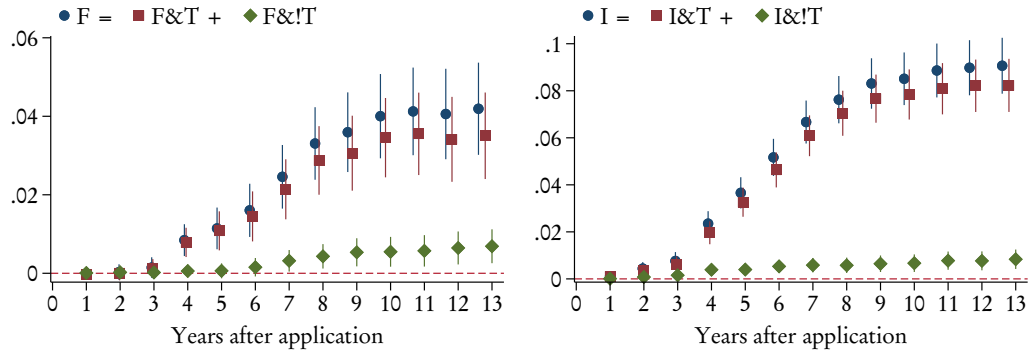 F = F&T + F&!T
.06
.04
.02
0
0 1 2 3 4 5 6 7 8 9 10 11 12 13
Years after application
I = I&T + I&!T
.1
.08
.06
.04
.02
0
0 1 2 3 4 5 6 7 8 9 10 11 12 13
Years after application